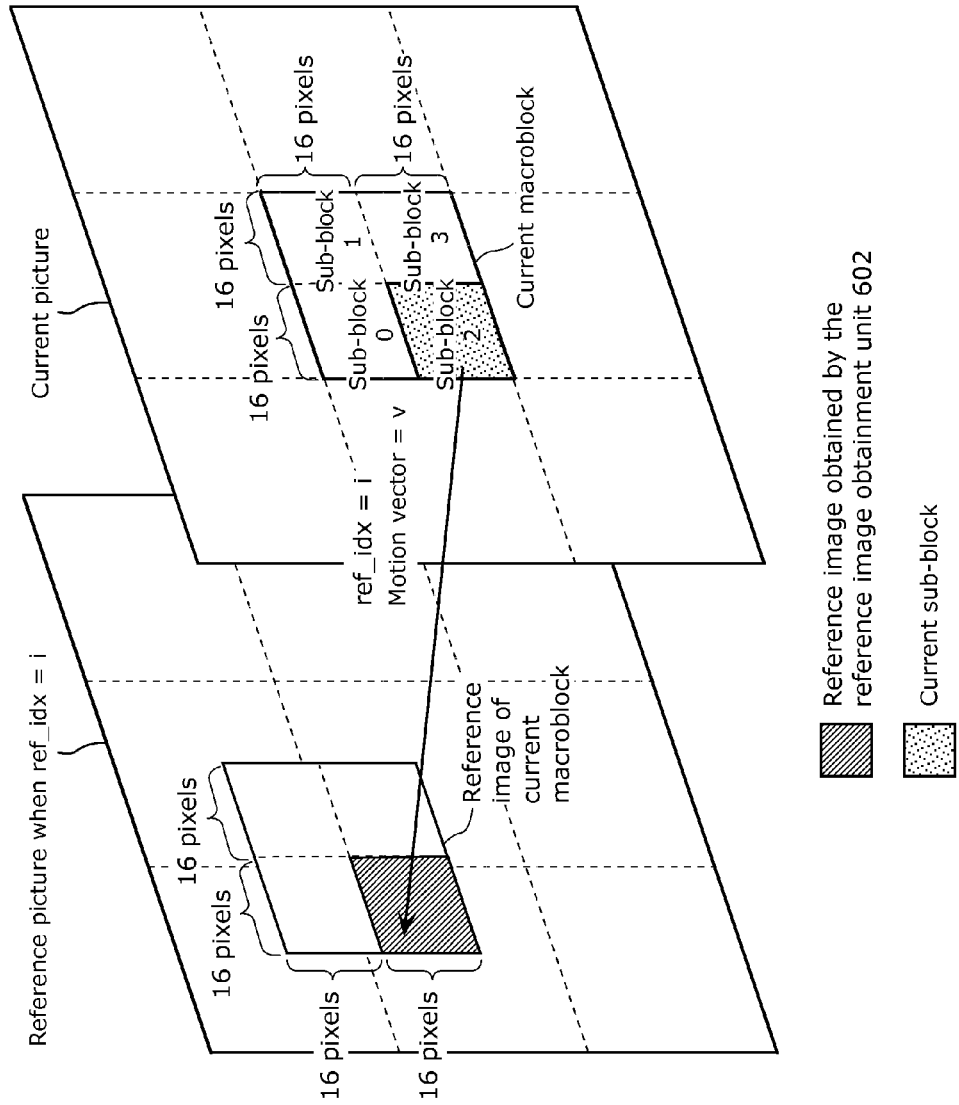 Reference picture when ref_idx = i
16 pixels
16 pixels
16 pixels
16 pixels
Reference
image of
current
macroblock
Current picture
16 pixels
16 pixels
16 pixels
16 pixels
Sub-block
0
Sub-block
1
Sub-block
2
Sub-block
3
ref_idx = i
Motion vector = v
Current macroblock
Reference image obtained by the
reference image obtainment unit 602
Current sub-block